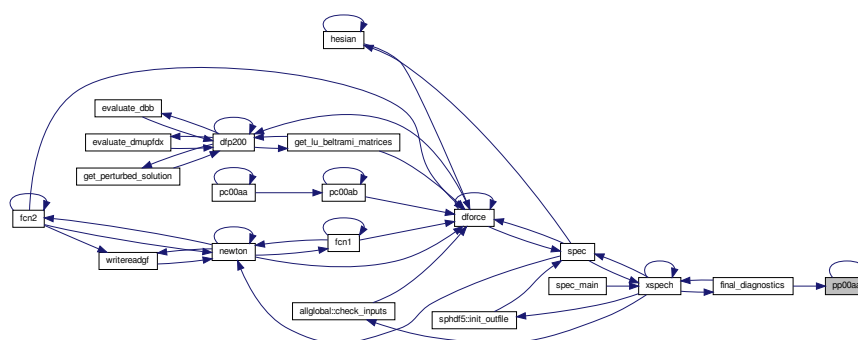 hesian
evaluate_dbb
evaluate_dmupfdx
dfp200
get_lu_beltrami_matrices
get_perturbed_solution
pc00aa
pc00ab
fcn2
dforce
fcn1
newton
spec
writereadgf
spec_main
xspech
final_diagnostics
pp00aa
allglobal::check_inputs
sphdf5::init_outfile